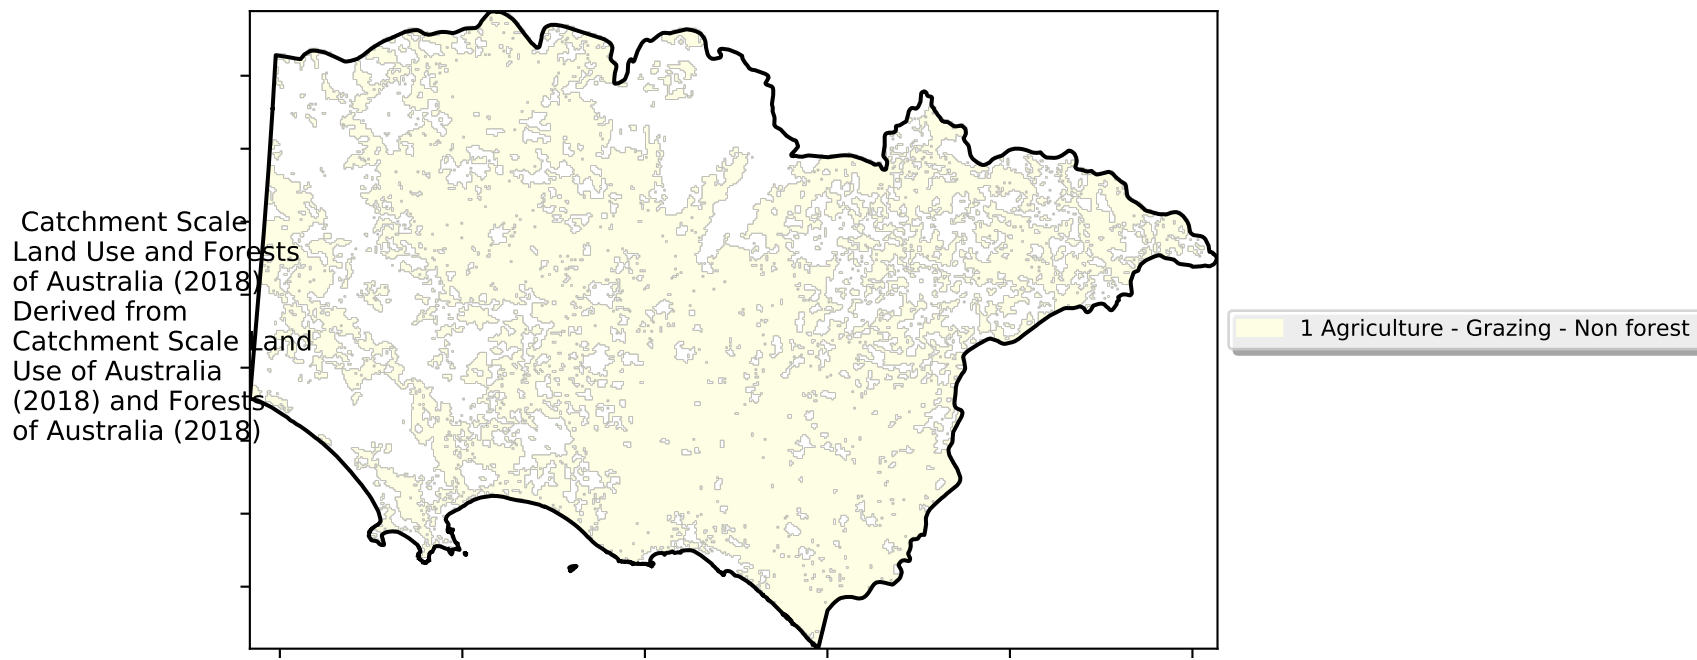 Catchment Scale
Land Use and Forests
of Australia (2018)
Derived from
Catchment Scale Land
Use of Australia
(2018) and Forests
of Australia (2018)
1 Agriculture - Grazing - Non forest